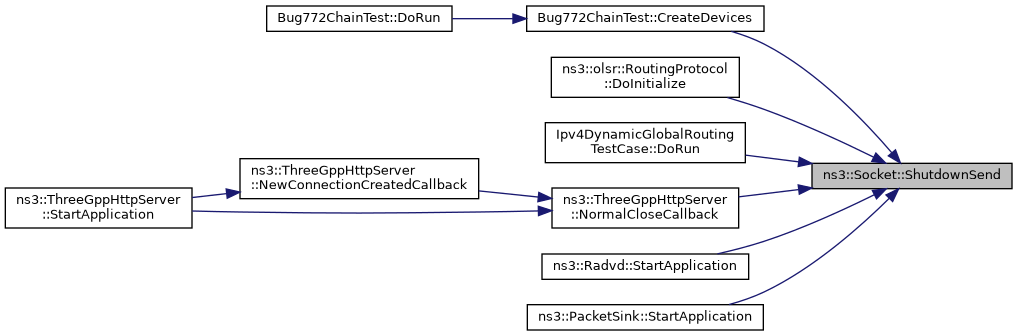 Bug772ChainTest::DoRun
Bug772ChainTest::CreateDevices
ns3::olsr::RoutingProtocol
::DoInitialize
Ipv4DynamicGlobalRouting
TestCase::DoRun
ns3::ThreeGppHttpServer
::NewConnectionCreatedCallback
ns3::Socket::ShutdownSend
ns3::ThreeGppHttpServer
::StartApplication
ns3::ThreeGppHttpServer
::NormalCloseCallback
ns3::Radvd::StartApplication
ns3::PacketSink::StartApplication